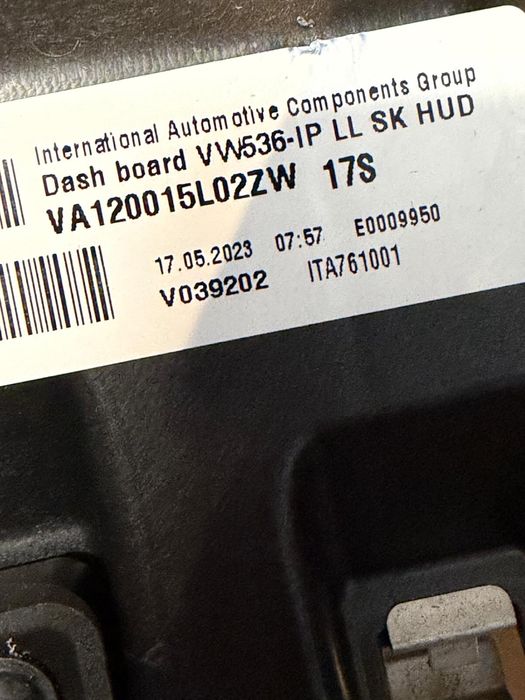 International Automotive Components Group
Dash board VW536-IP LL SK HUD
VA120015L02ZW 17S
17.05.2023 07:57 E0009950
V039202 ITA761001